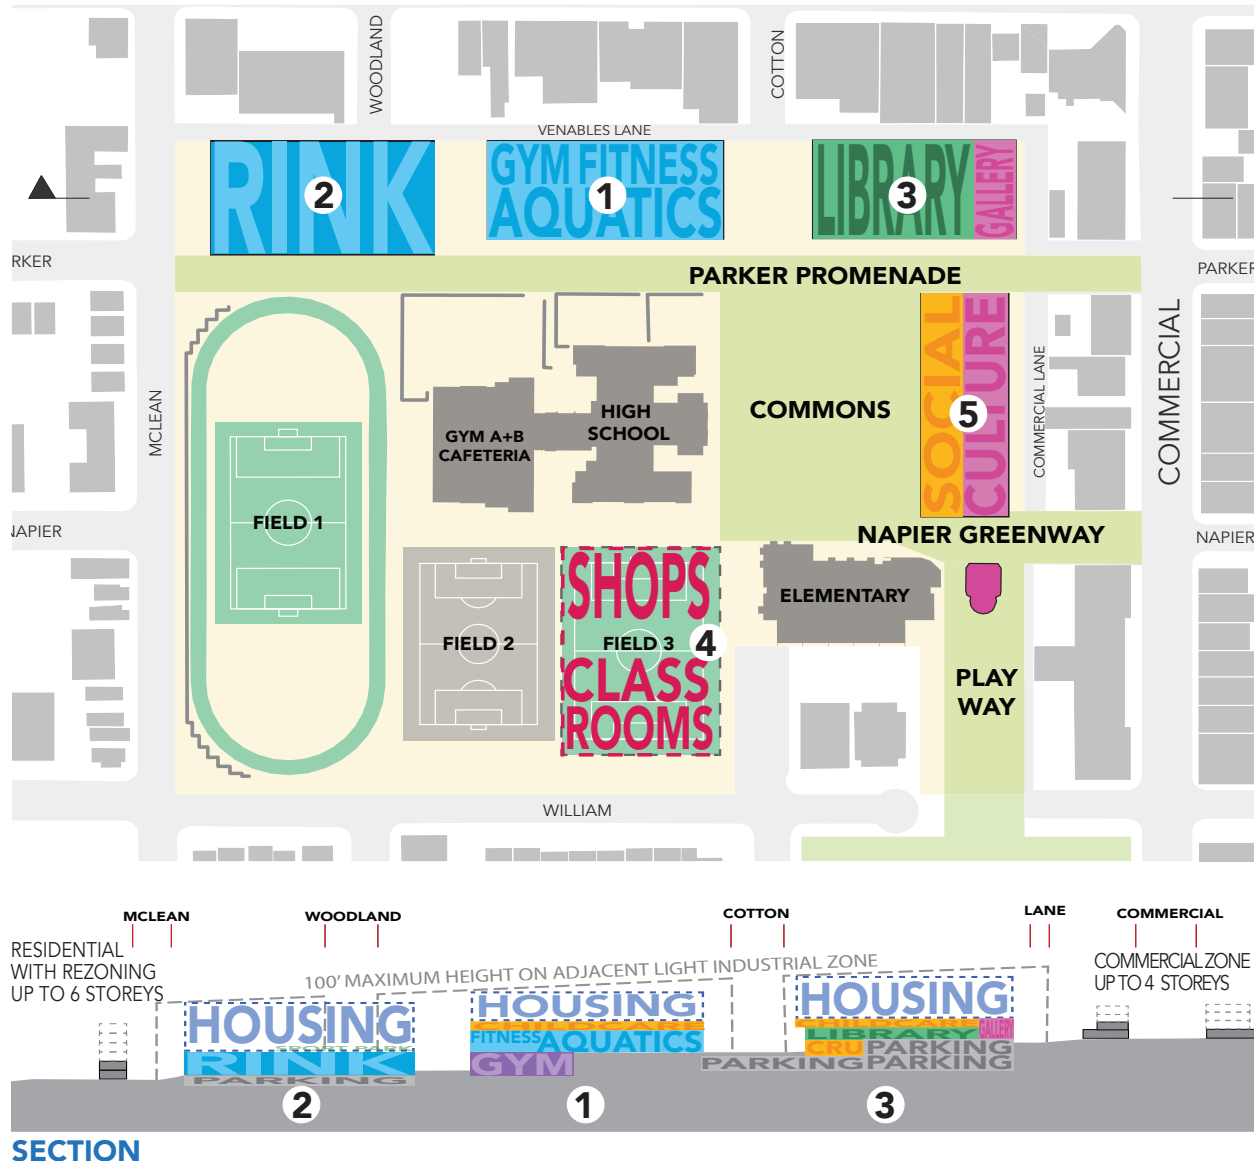 WOODLAND
COTTON
VENABLES LANE
RINK
2
GYM FITNESS
AQUATICS
1
LIBRARY
3
GALLERY
RKER
PARKER PROMENADE
PARKER
MCLEAN
SOCIAL
CULTURE
5
COMMERCIAL LANE
COMMERCIAL
COMMONS
GYM A+B
CAFETERIA
HIGH
SCHOOL
FIELD 1
NAPIER
NAPIER GREENWAY
NAPIER
SHOPS
ELEMENTARY
FIELD 2
FIELD 3
4
CLASS
ROOMS
PLAY
WAY
WILLIAM
MCLEAN
WOODLAND
COTTON
LANE
COMMERCIAL
RESIDENTIAL
WITH REZONING
UP TO 6 STOREYS
100' MAXIMUM HEIGHT ON ADJACENT LIGHT INDUSTRIAL ZONE
COMMERCIAL ZONE
UP TO 4 STOREYS
HOUSING
SPORT PARK
RINK
PARKING
2
HOUSING
CHILDCARE
FITNESS AQUATICS
GYM
1
HOUSING
CHILDCARE
GALLERY
LIBRARY
CRU PARKING
PARKING PARKING
3
SECTION